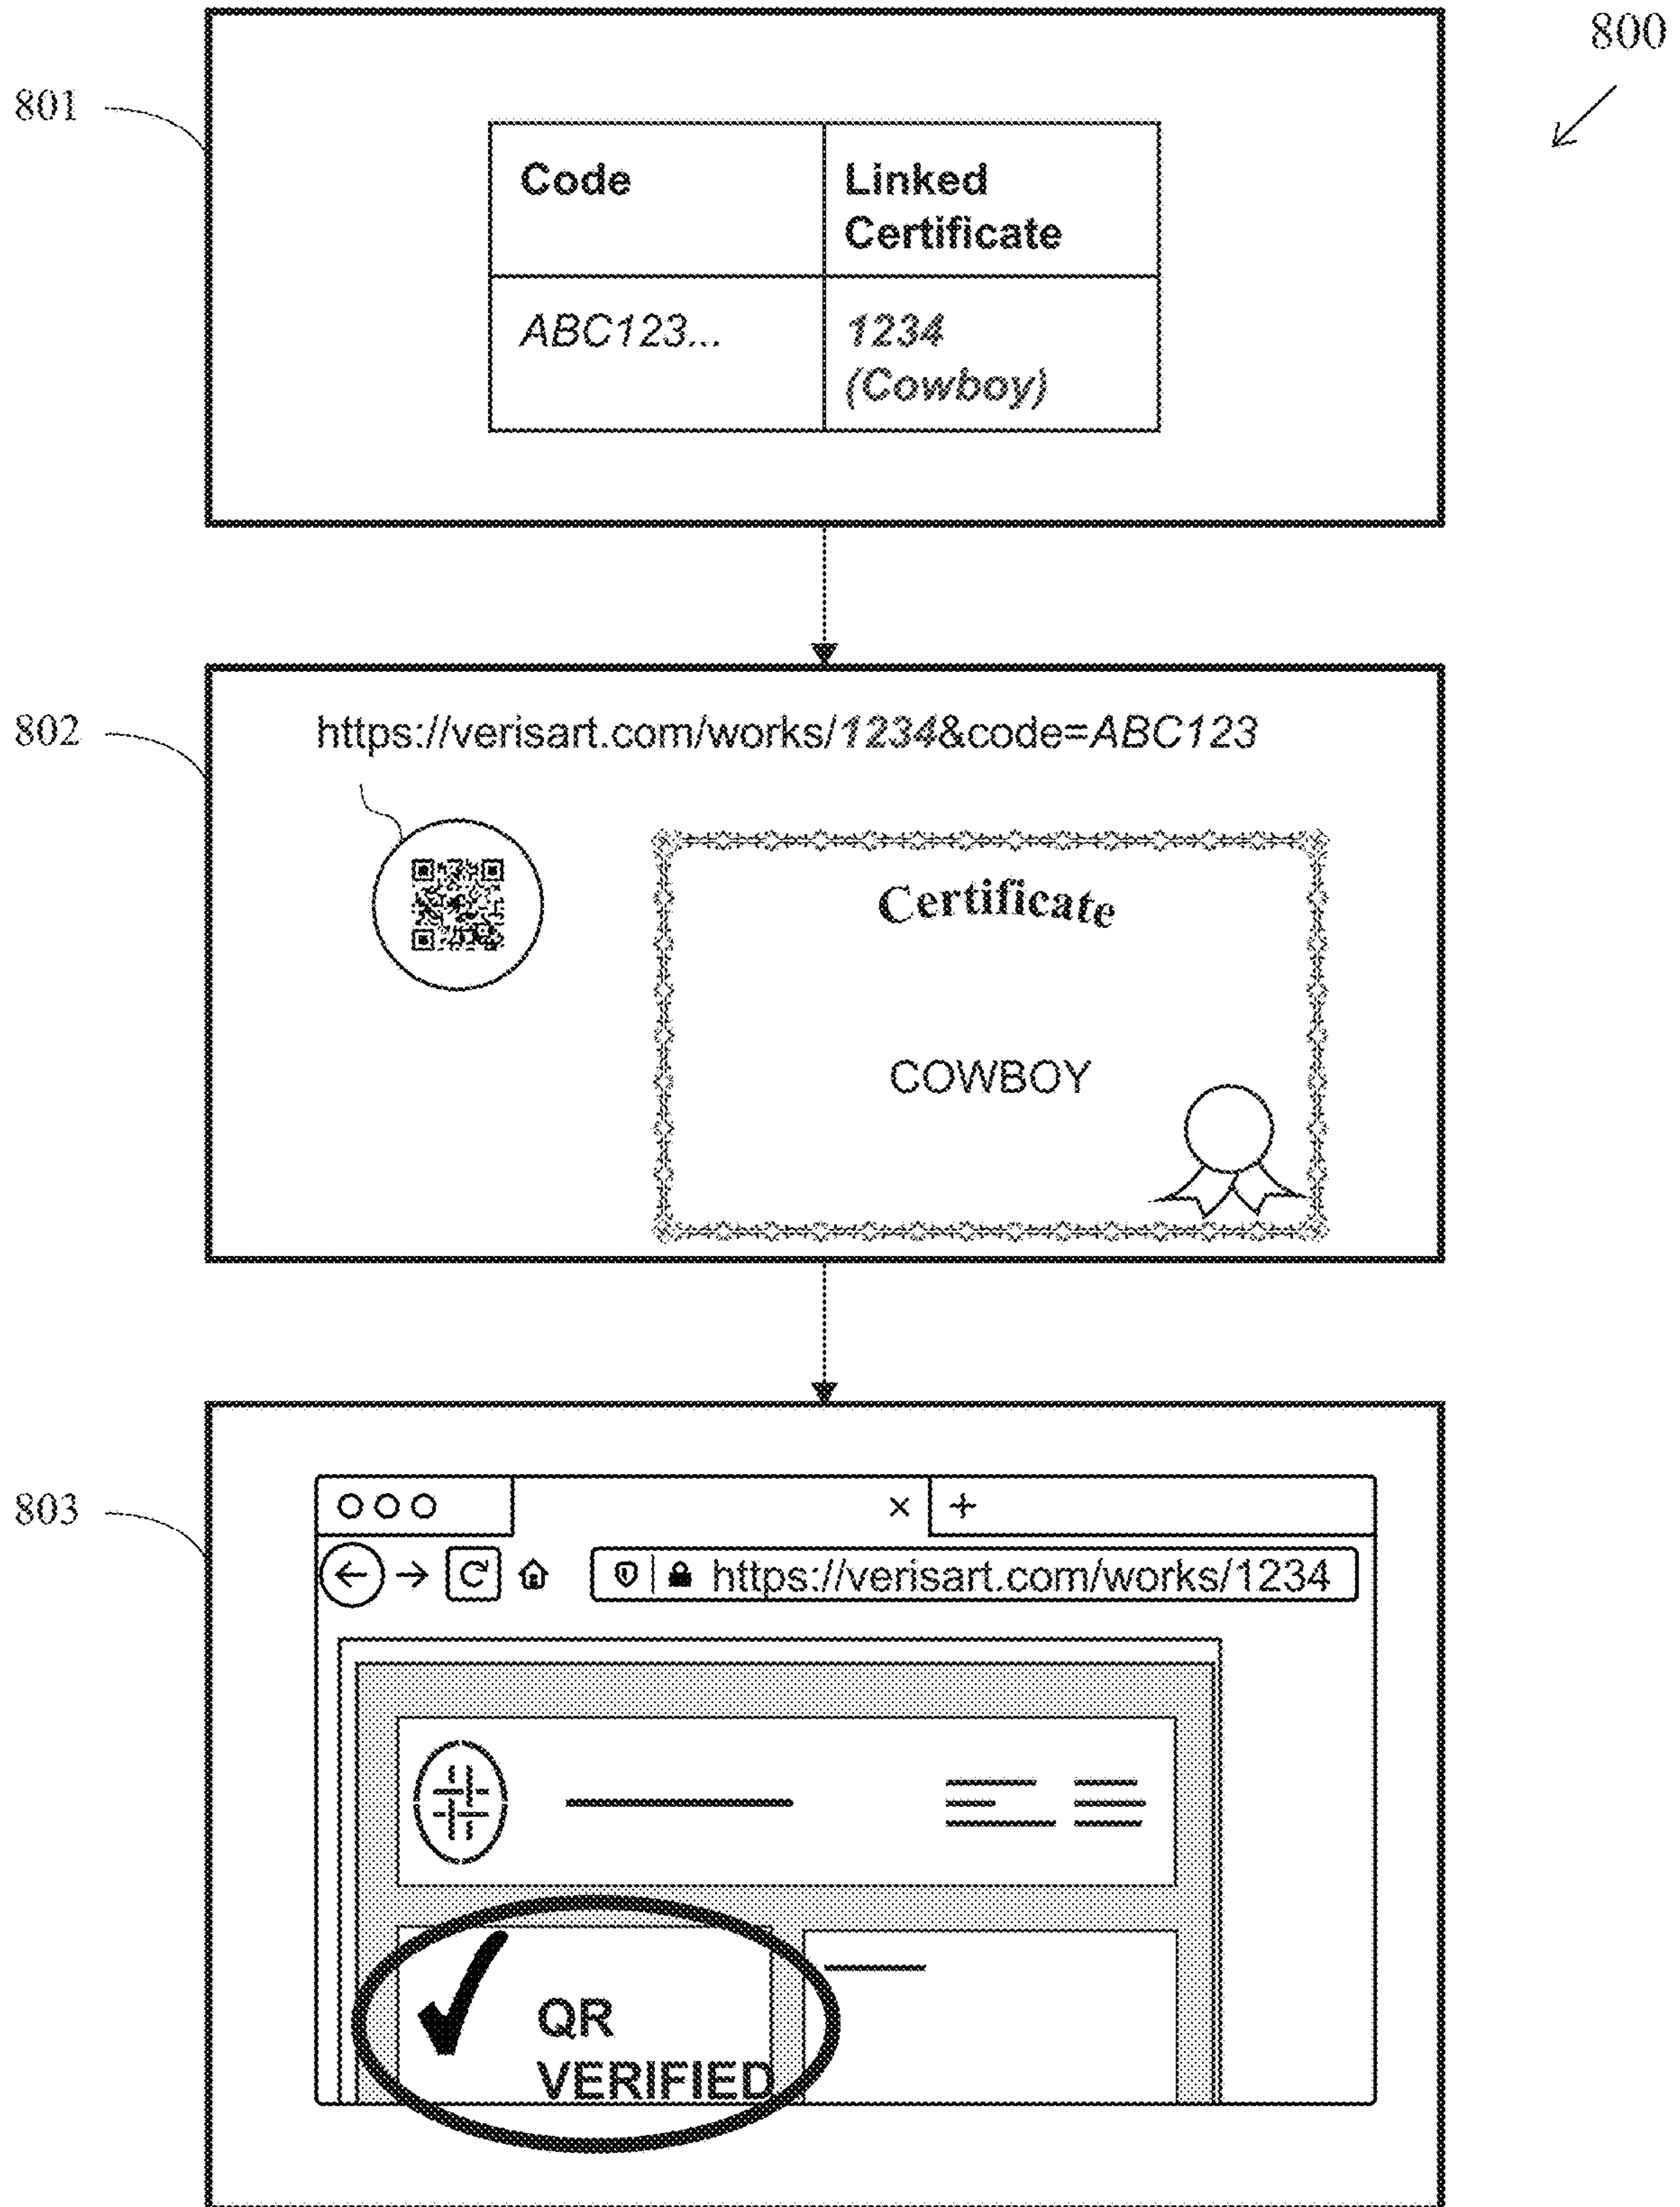 800
801
Code
Linked
Certificate
ABC123...
1234
(Cowboy)
802
https://verisart.com/works/1234&code=ABC123
Certificate
COWBOY
803
https://verisart.com/works/1234
QR
VERIFIED